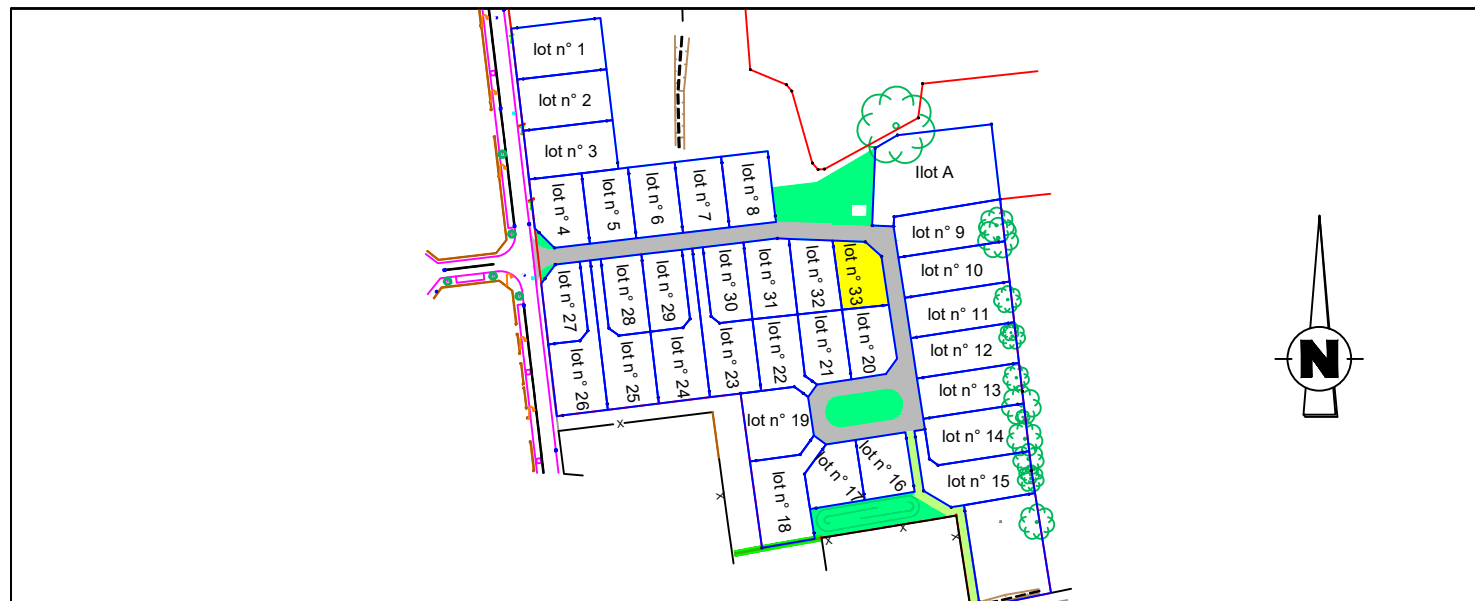 lot n° 1
lot n° 2
lot n° 3
lot n° 4
lot n° 5
lot n° 6
lot n° 7
lot n° 8
Ilot A
lot n° 9
lot n° 10
lot n° 11
lot n° 12
lot n° 13
lot n° 14
lot n° 15
lot n° 27
lot n° 28
lot n° 29
lot n° 30
lot n° 31
lot n° 32
lot n° 33
lot n° 26
lot n° 25
lot n° 24
lot n° 23
lot n° 22
lot n° 21
lot n° 20
lot n° 19
lot n° 18
lot n° 17
lot n° 16
N